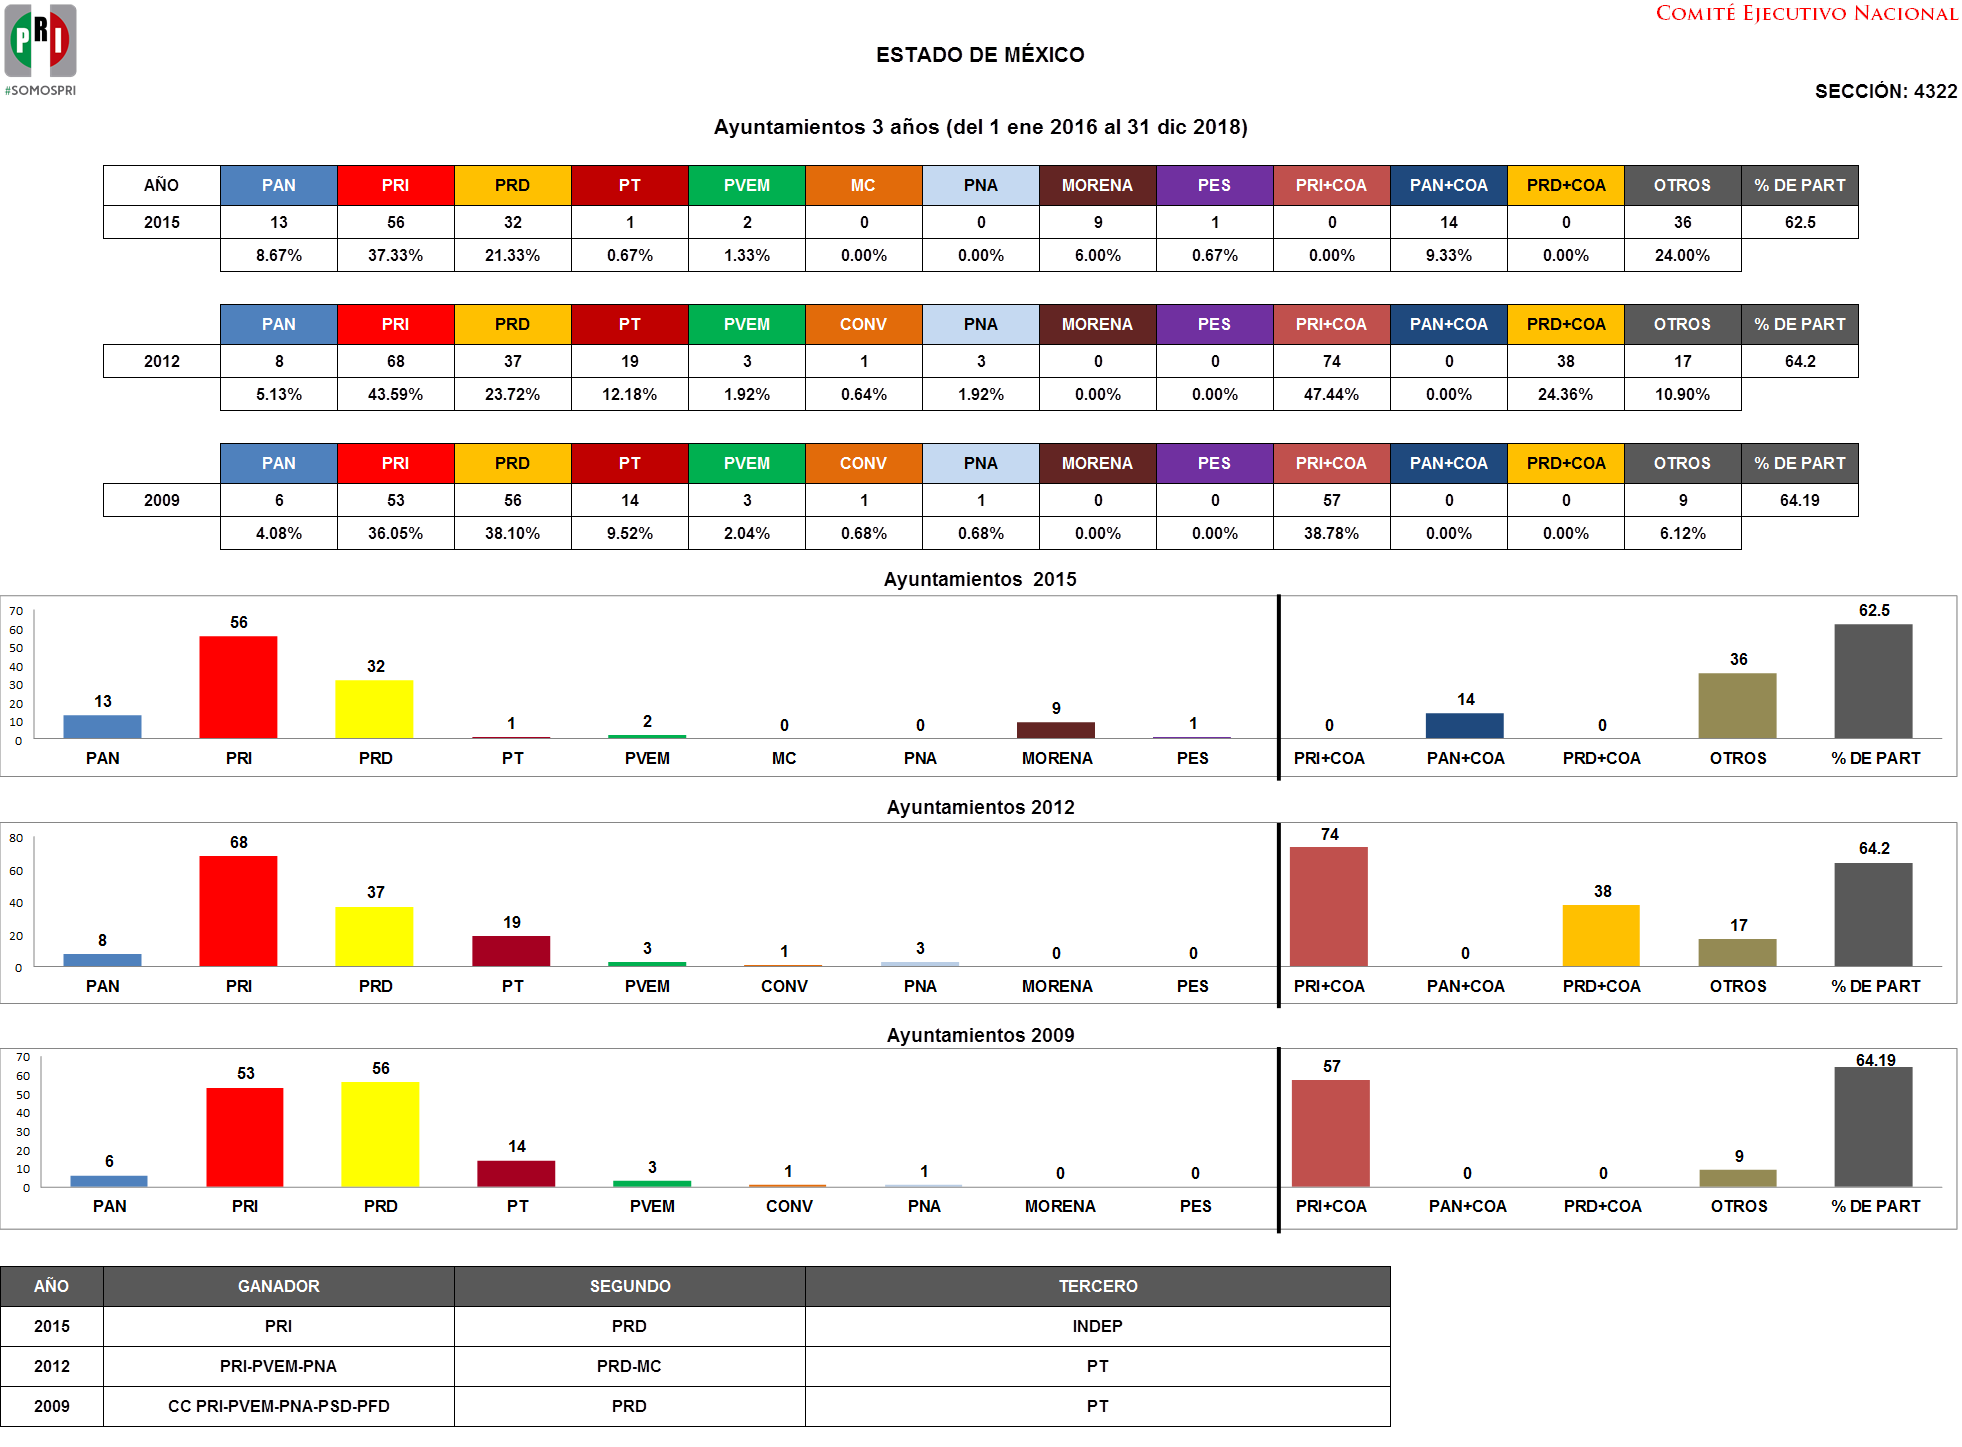 PRI
#SOMOSPRI
COMITÉ EJECUTIVO NACIONAL
ESTADO DE MÉXICO
SECCIÓN: 4322
Ayuntamientos 3 años (del 1 ene 2016 al 31 dic 2018)
AÑO PAN PRI PRD PT PVEM MC PNA MORENA PES PRI+COA PAN+COA PRD+COA OTROS % DE PART
2015 13 56 32 1 2 0 0 9 1 0 14 0 36 62.5
8.67% 37.33% 21.33% 0.67% 1.33% 0.00% 0.00% 6.00% 0.67% 0.00% 9.33% 0.00% 24.00%
PAN PRI PRD PT PVEM CONV PNA MORENA PES PRI+COA PAN+COA PRD+COA OTROS % DE PART
2012 8 68 37 19 3 1 3 0 0 74 0 38 17 64.2
5.13% 43.59% 23.72% 12.18% 1.92% 0.64% 1.92% 0.00% 0.00% 47.44% 0.00% 24.36% 10.90%
PAN PRI PRD PT PVEM CONV PNA MORENA PES PRI+COA PAN+COA PRD+COA OTROS % DE PART
2009 6 53 56 14 3 1 1 0 0 57 0 0 9 64.19
4.08% 36.05% 38.10% 9.52% 2.04% 0.68% 0.68% 0.00% 0.00% 38.78% 0.00% 0.00% 6.12%
Ayuntamientos 2015
70
60
50
40
30
20
10
0
13 56 32 1 2 0 0 9 1 0 14 0 36 62.5
PAN PRI PRD PT PVEM MC PNA MORENA PES PRI+COA PAN+COA PRD+COA OTROS % DE PART
Ayuntamientos 2012
80
60
40
20
0
8 68 37 19 3 1 3 0 0 74 0 38 17 64.2
PAN PRI PRD PT PVEM CONV PNA MORENA PES PRI+COA PAN+COA PRD+COA OTROS % DE PART
Ayuntamientos 2009
70
60
50
40
30
20
10
0
6 53 56 14 3 1 1 0 0 57 0 0 9 64.19
PAN PRI PRD PT PVEM CONV PNA MORENA PES PRI+COA PAN+COA PRD+COA OTROS % DE PART
AÑO GANADOR SEGUNDO TERCERO
2015 PRI PRD INDEP
2012 PRI-PVEM-PNA PRD-MC PT
2009 CC PRI-PVEM-PNA-PSD-PFD PRD PT